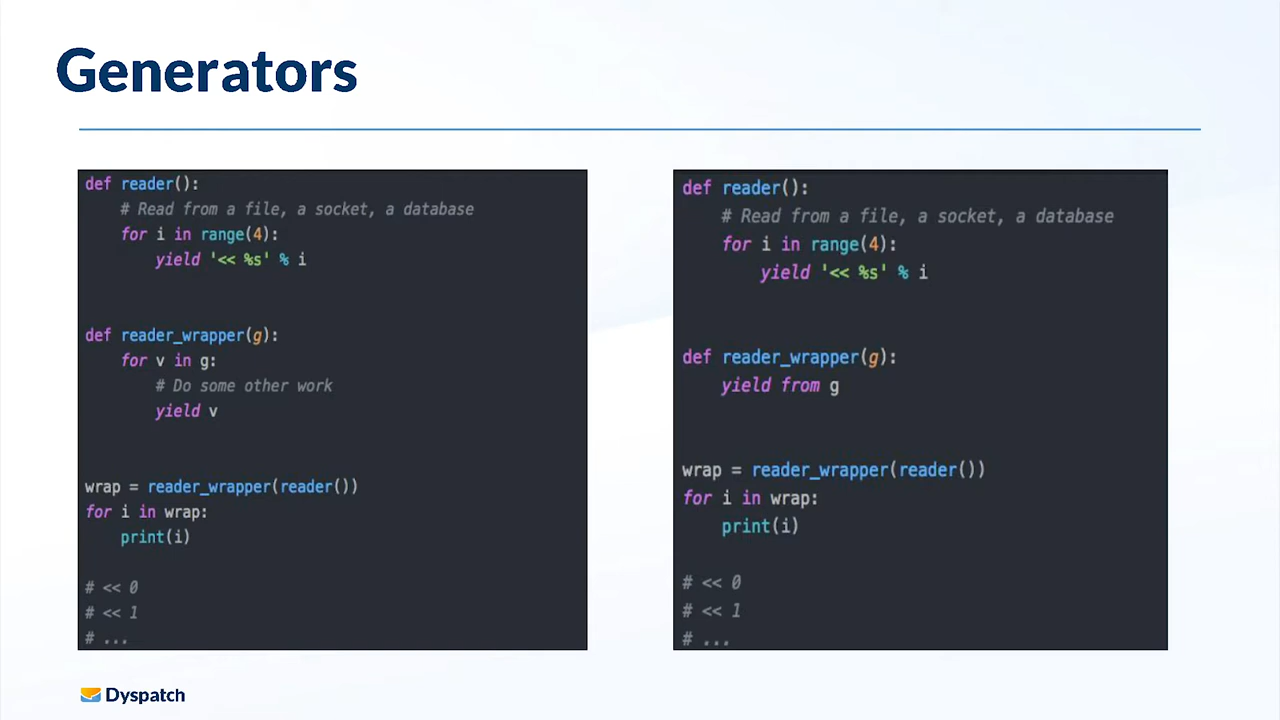 Generators
def reader():
    # Read from a file, a socket, a database
    for i in range(4):
        yield '<< %s' % i
def reader_wrapper(g):
    for v in g:
        # Do some other work
        yield v
wrap = reader_wrapper(reader())
for i in wrap:
    print(i)
# << 0
# << 1
# ...
def reader():
    # Read from a file, a socket, a database
    for i in range(4):
        yield '<< %s' % i
def reader_wrapper(g):
    yield from g
wrap = reader_wrapper(reader())
for i in wrap:
    print(i)
# << 0
# << 1
# ...
Dyspatch